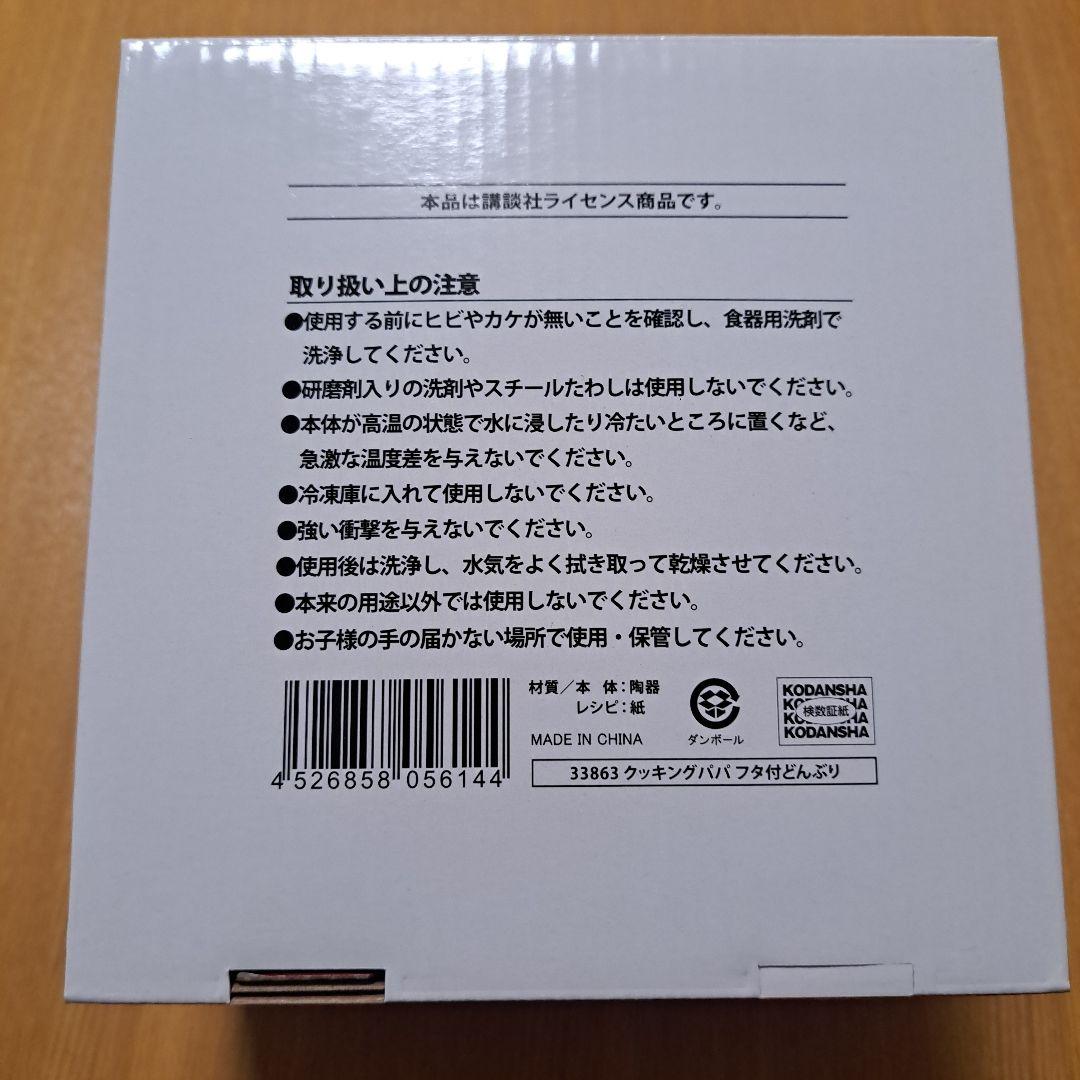 本品は講談社ライセンス商品です。
取り扱い上の注意
●使用する前にヒビやカケが無いことを確認し、食器用洗剤で
洗浄してください。
●研磨剤入りの洗剤やスチールたわしは使用しないでください。
●本体が高温の状態で水に浸したり冷たいところに置くなど、
急激な温度差を与えないでください。
●冷凍庫に入れて使用しないでください。
●強い衝撃を与えないでください。
●使用後は洗浄し、水気をよく拭き取って乾燥させてください。
●本来の用途以外では使用しないでください。
●お子様の手の届かない場所で使用・保管してください。
材質／本 体：陶器
レシピ：紙
MADE IN CHINA
ダンボール
KODANSHA
検数証紙
KODANSHA
33863 クッキングパパ フタ付どんぶり
4 526858 056144